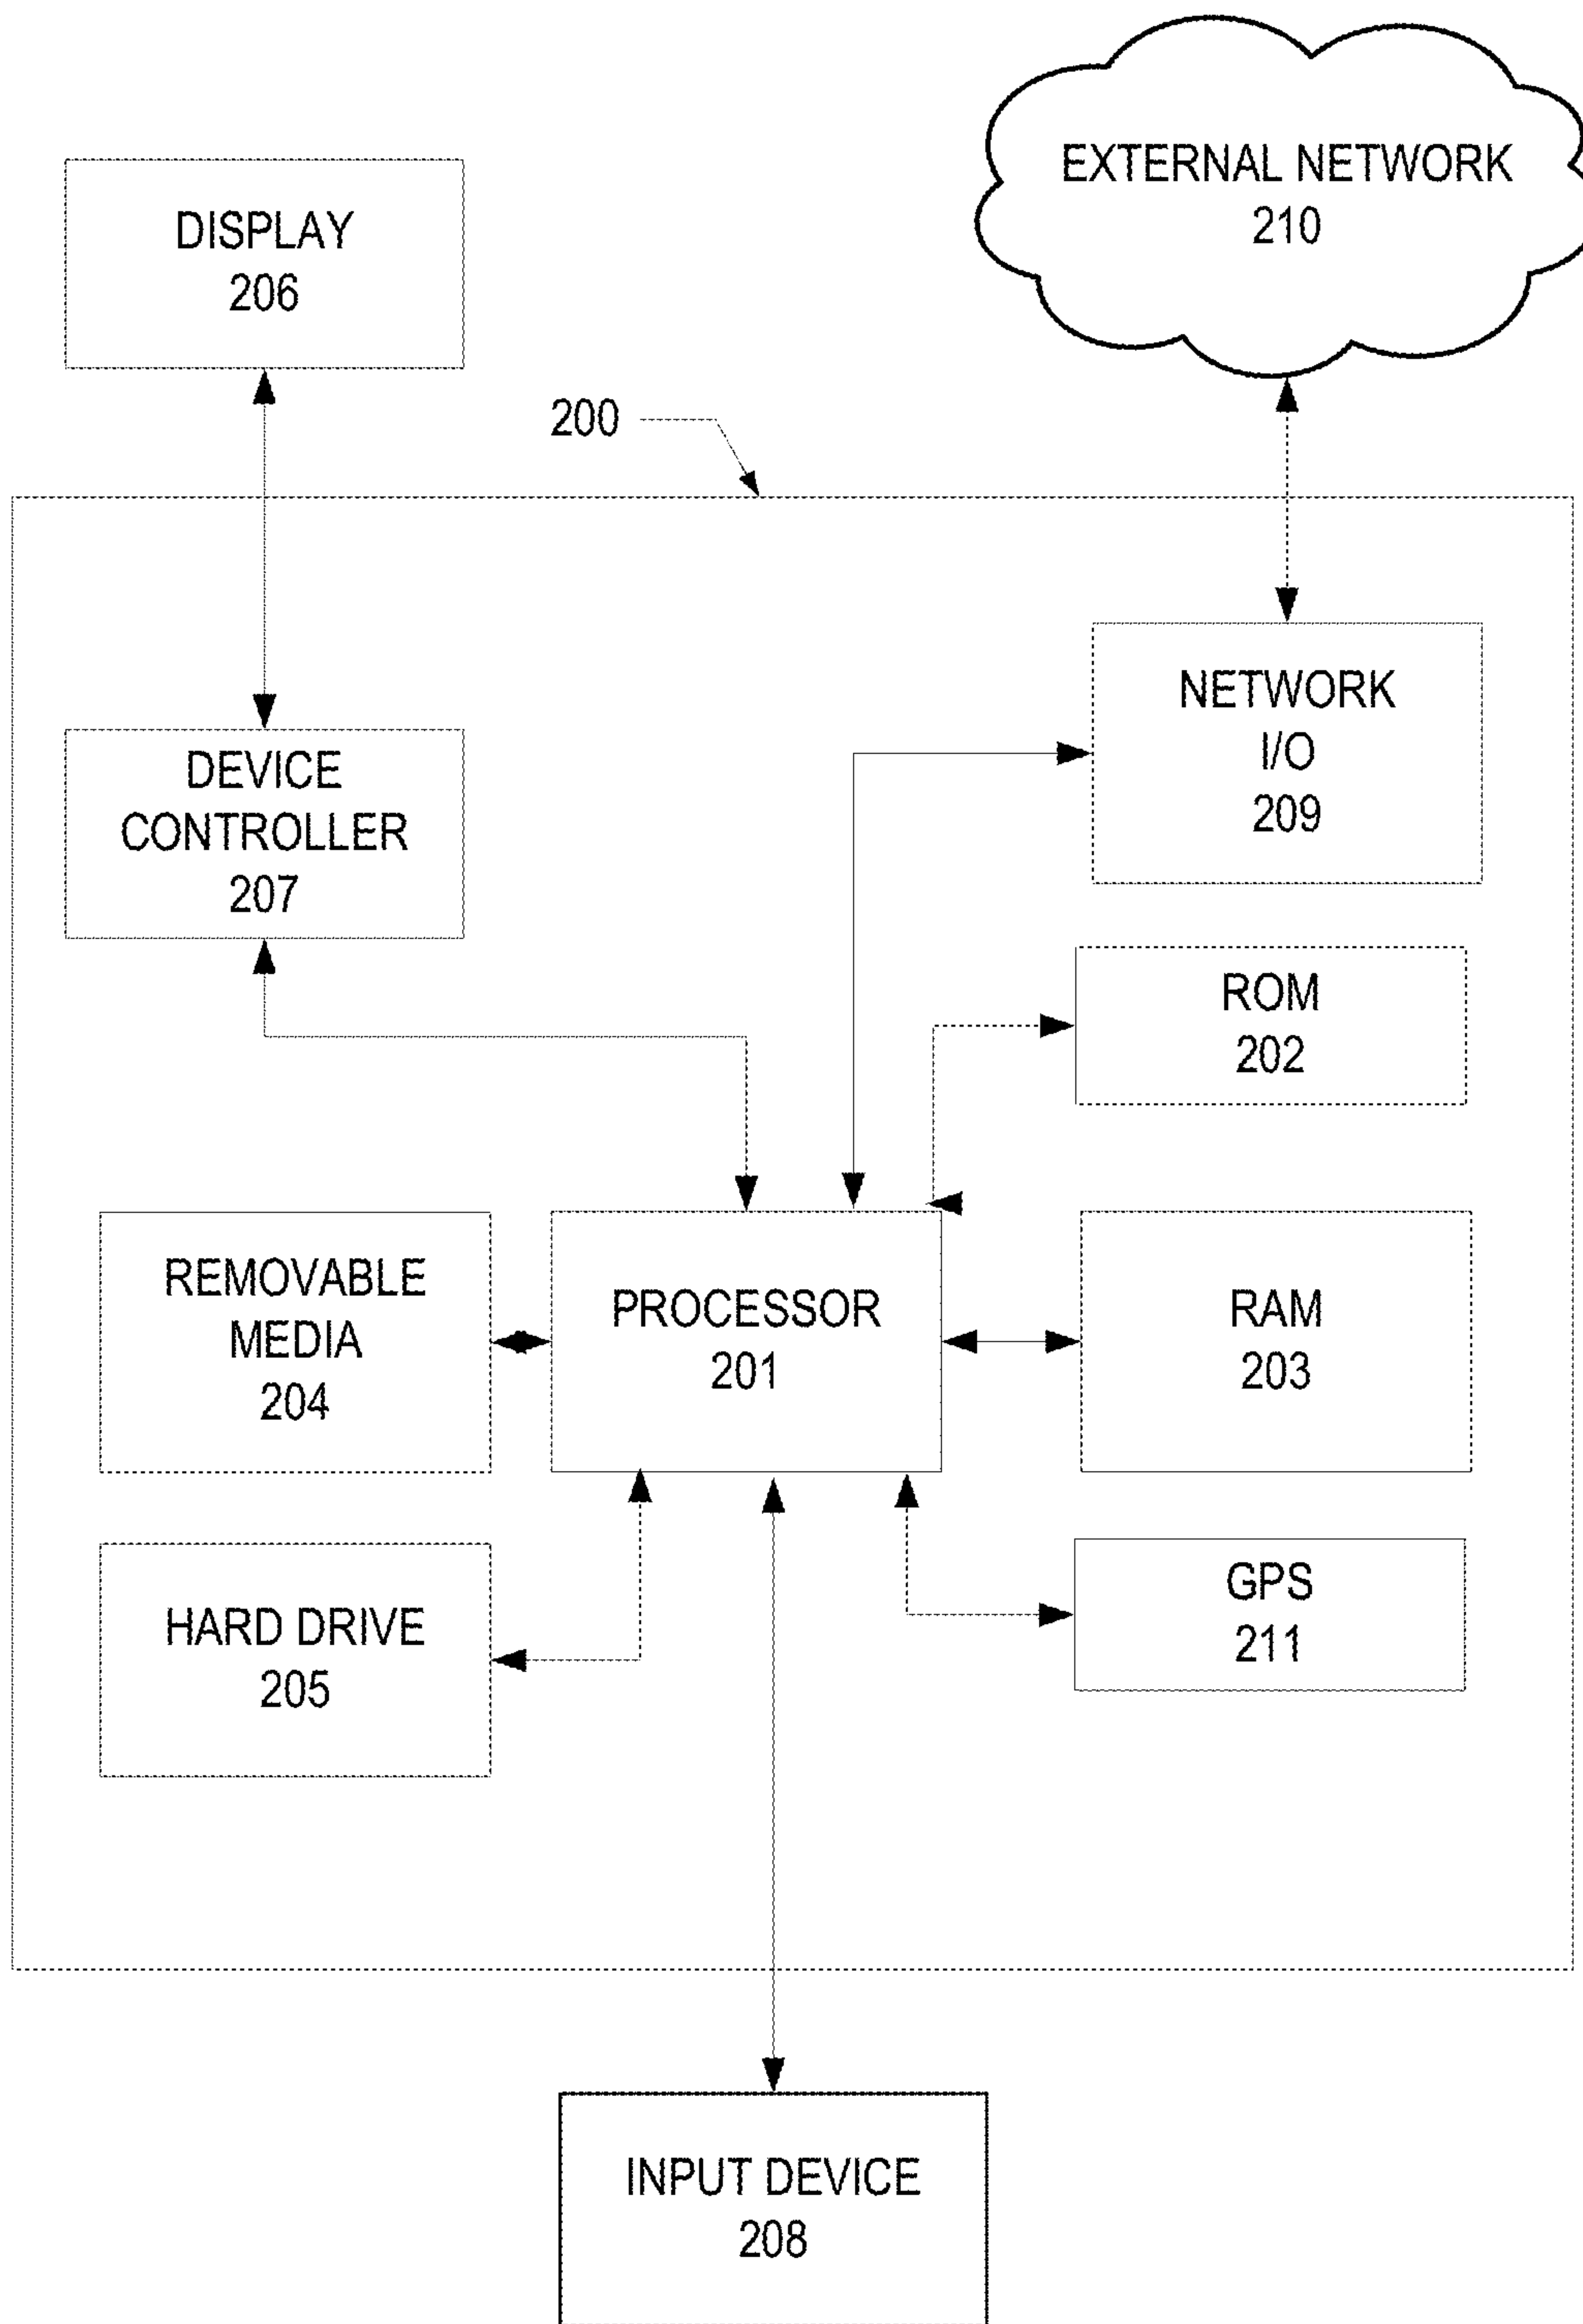 EXTERNAL NETWORK
210
DISPLAY
206
200
NETWORK
I/O
209
DEVICE
CONTROLLER
207
ROM
202
REMOVABLE
MEDIA
204
PROCESSOR
201
RAM
203
HARD DRIVE
205
GPS
211
INPUT DEVICE
208